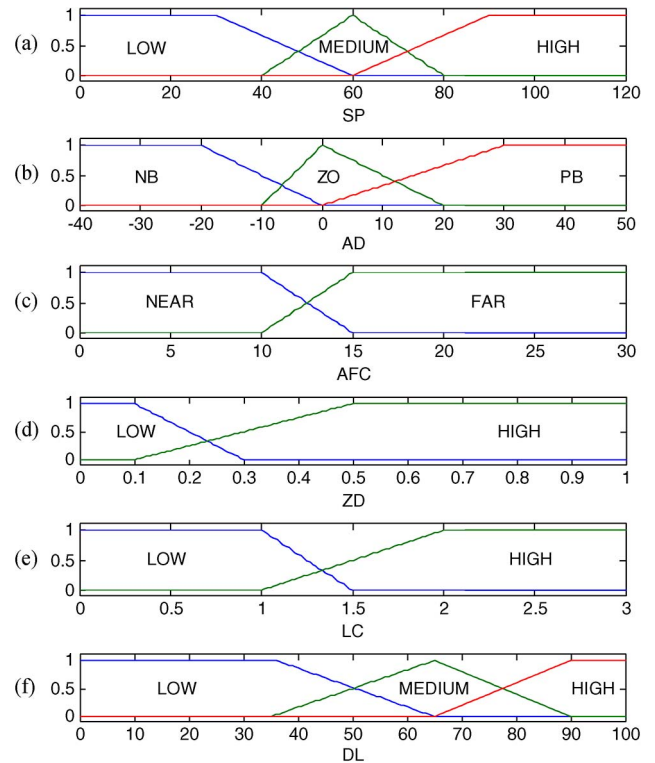 (a)
1
0.5
0
LOW MEDIUM HIGH
0 20 40 60 80 100 120
SP
(b)
1
0.5
0
NB ZO PB
-40 -30 -20 -10 0 10 20 30 40 50
AD
(c)
1
0.5
0
NEAR FAR
0 5 10 15 20 25 30
AFC
(d)
1
0.5
0
LOW HIGH
0 0.1 0.2 0.3 0.4 0.5 0.6 0.7 0.8 0.9 1
ZD
(e)
1
0.5
0
LOW HIGH
0 0.5 1 1.5 2 2.5 3
LC
(f)
1
0.5
0
LOW MEDIUM HIGH
0 10 20 30 40 50 60 70 80 90 100
DL